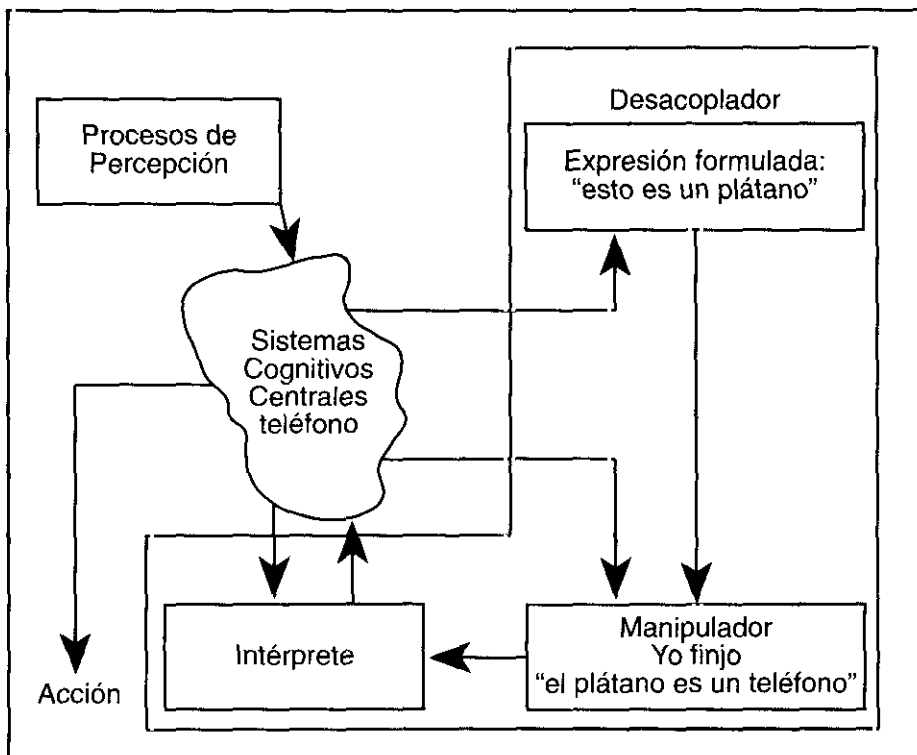 Procesos de
Percepción
Desacoplador
Expresión formulada:
"esto es un plátano"
Sistemas
Cognitivos
Centrales
teléfono
Intérprete
Manipulador
Yo finjo
"el plátano es un teléfono"
Acción